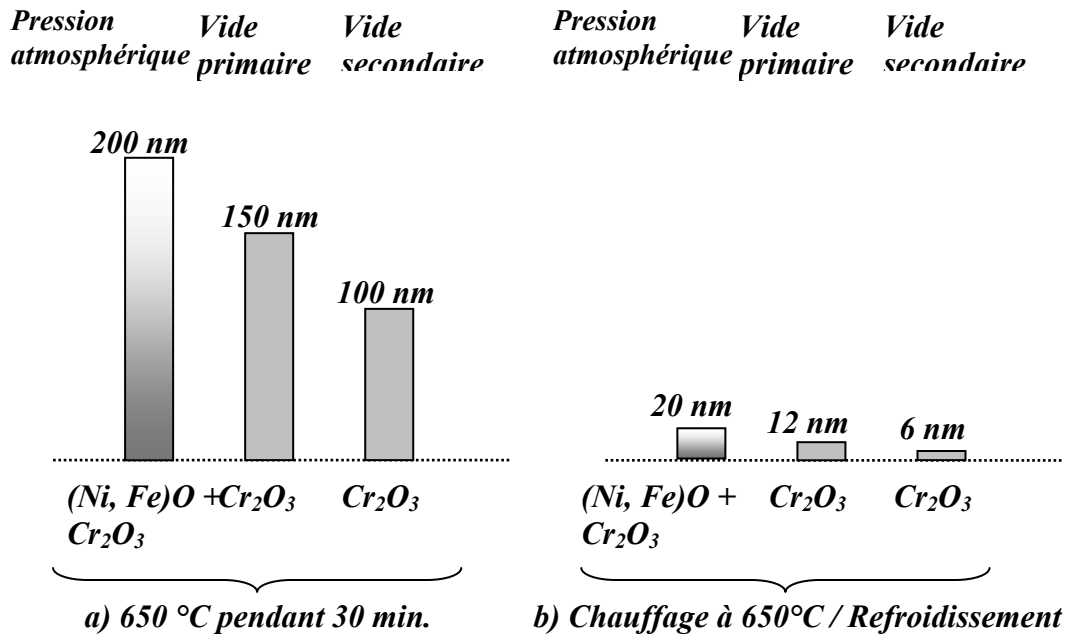 Pression
atmosphérique
Vide
primaire
Vide
secondaire
200 nm
150 nm
100 nm
(Ni, Fe)O +
Cr₂O₃
Cr₂O₃
Cr₂O₃
a) 650 °C pendant 30 min.
Pression
atmosphérique
Vide
primaire
Vide
secondaire
20 nm
12 nm
6 nm
(Ni, Fe)O +
Cr₂O₃
Cr₂O₃
Cr₂O₃
b) Chauffage à 650°C / Refroidissement